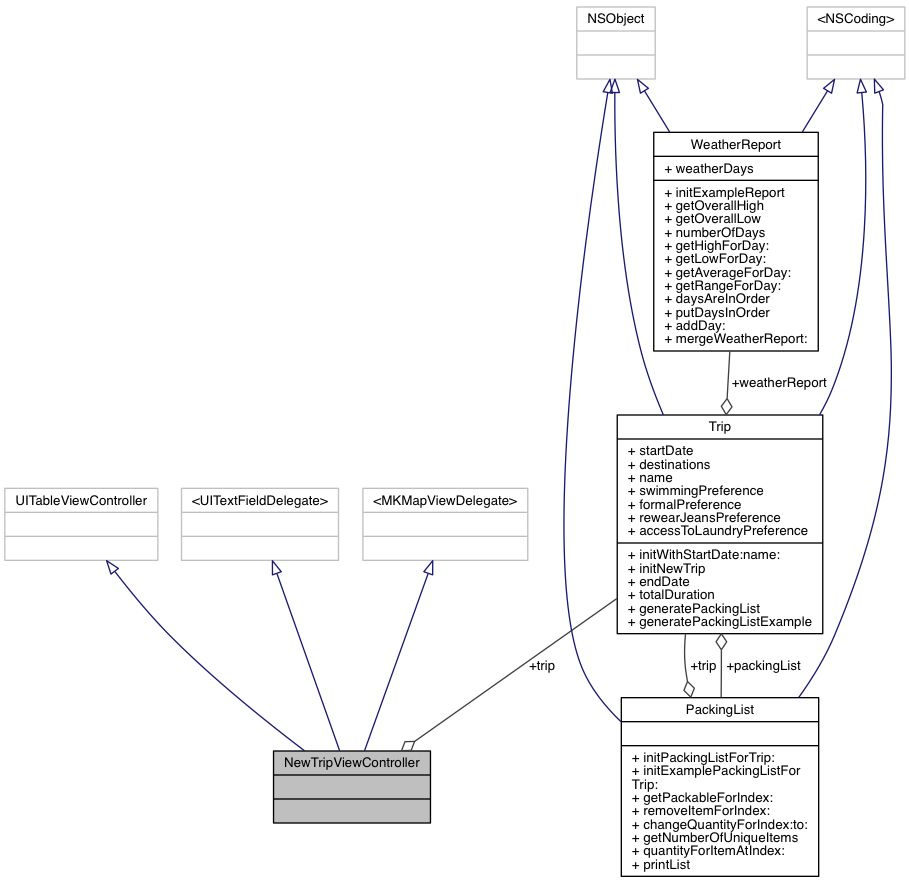 NSObject
<NSCoding>
WeatherReport
+ weatherDays
+ initExampleReport
+ getOverallHigh
+ getOverallLow
+ numberOfDays
+ getHighForDay:
+ getLowForDay:
+ getAverageForDay:
+ getRangeForDay:
+ daysAreInOrder
+ putDaysInOrder
+ addDay:
+ mergeWeatherReport:
+weatherReport
Trip
+ startDate
+ destinations
+ name
+ swimmingPreference
+ formalPreference
+ rewearJeansPreference
+ accessToLaundryPreference
+ initWithStartDate:name:
+ initNewTrip
+ endDate
+ totalDuration
+ generatePackingList
+ generatePackingListExample
UITableViewController
<UITextFieldDelegate>
<MKMapViewDelegate>
+trip
+trip
+packingList
NewTripViewController
PackingList
+ initPackingListForTrip:
+ initExamplePackingListFor
Trip:
+ getPackableForIndex:
+ removeItemForIndex:
+ changeQuantityForIndex:to:
+ getNumberOfUniqueItems
+ quantityForItemAtIndex:
+ printList